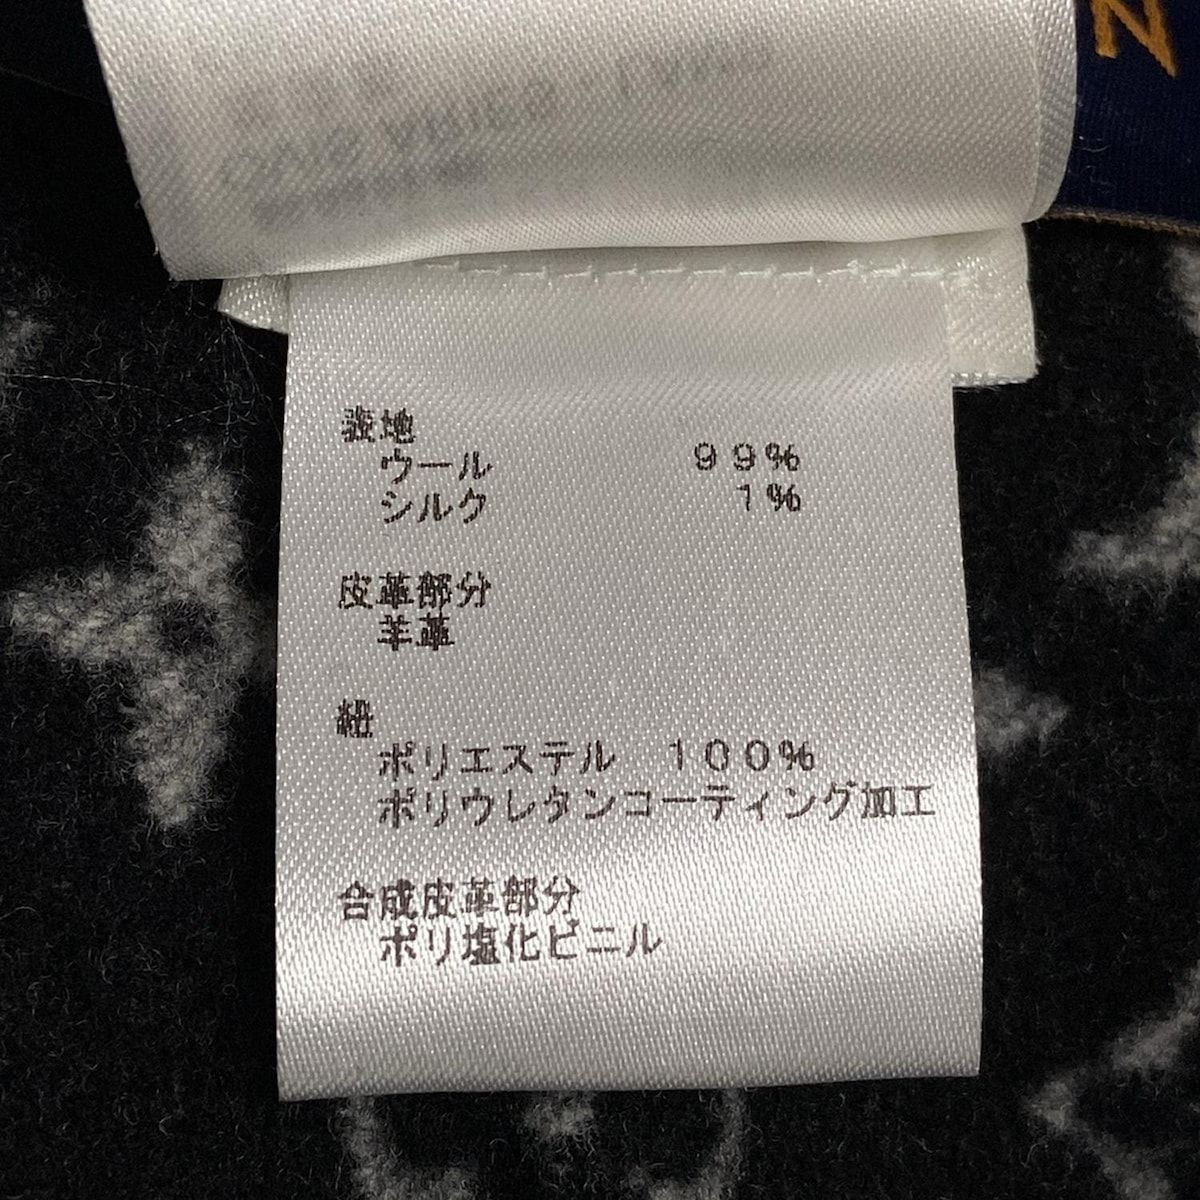 表地
ウール 99%
シルク 1%
皮革部分
羊革
紐
ポリエステル 100%
ポリウレタンコーティング加工
合成皮革部分
ポリ塩化ビニル